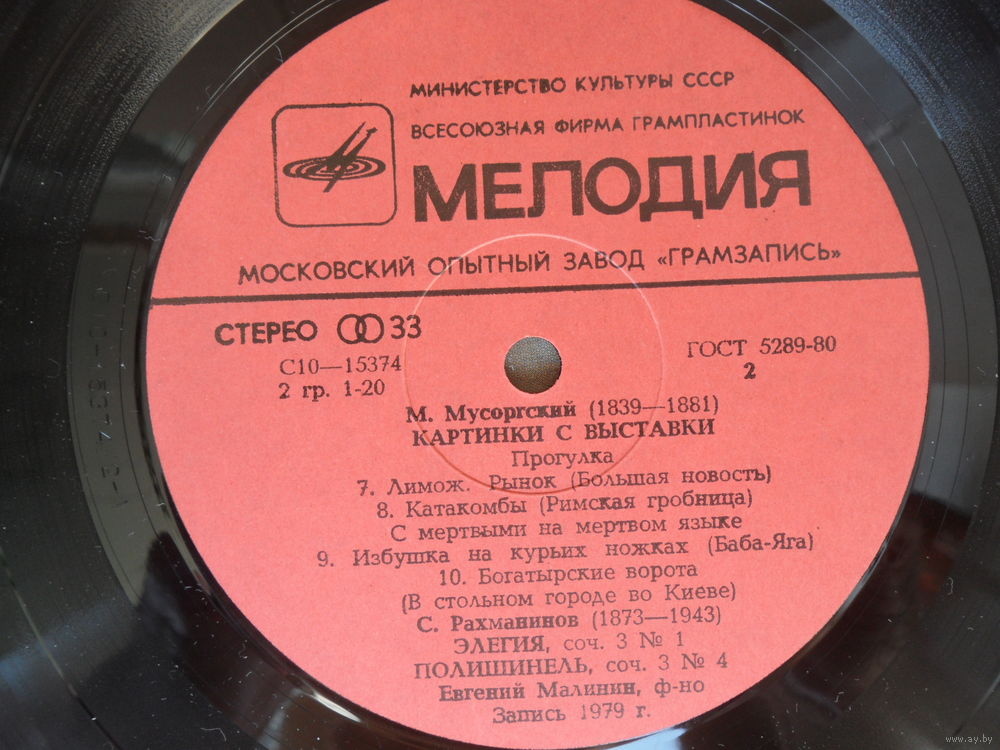 МИНИСТЕРСТВО КУЛЬТУРЫ СССР
ВСЕСОЮЗНАЯ ФИРМА ГРАМПЛАСТИНОК
МЕЛОДИЯ
МОСКОВСКИЙ ОПЫТНЫЙ ЗАВОД «ГРАМЗАПИСЬ»
СТЕРЕО 33
С10—15374
2 гр. 1-20
ГОСТ 5289-80
2
М. Мусоргский (1839—1881)
КАРТИНКИ С ВЫСТАВКИ
Прогулка
7. Лимож. Рынок (Большая новость)
8. Катакомбы (Римская гробница)
С мертвыми на мертвом языке
9. Избушка на курьих ножках (Баба-Яга)
10. Богатырские ворота
(В стольном городе во Киеве)
С. Рахманинов (1873—1943)
ЭЛЕГИЯ, соч. 3 № 1
ПОЛИШИНЕЛЬ, соч. 3 № 4
Евгений Малинин, ф-но
Запись 1979 г.
www.ay.by